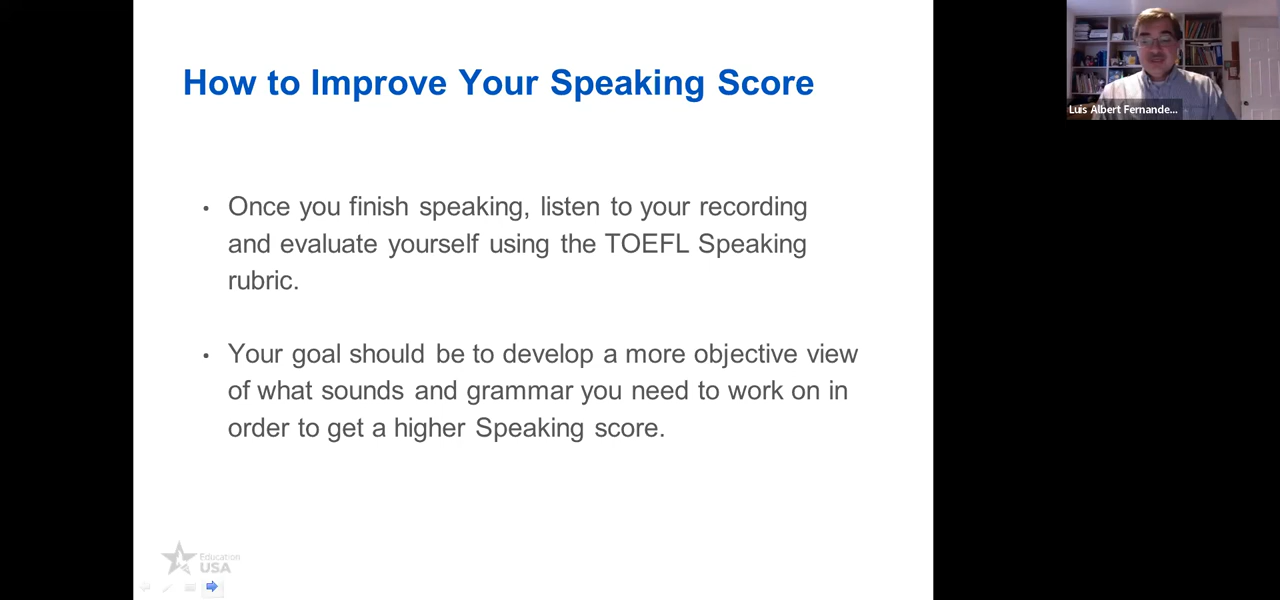 How to Improve Your Speaking Score
Luis Albert Fernande...
• Once you finish speaking, listen to your recording
and evaluate yourself using the TOEFL Speaking
rubric.
• Your goal should be to develop a more objective view
of what sounds and grammar you need to work on in
order to get a higher Speaking score.
Education
USA